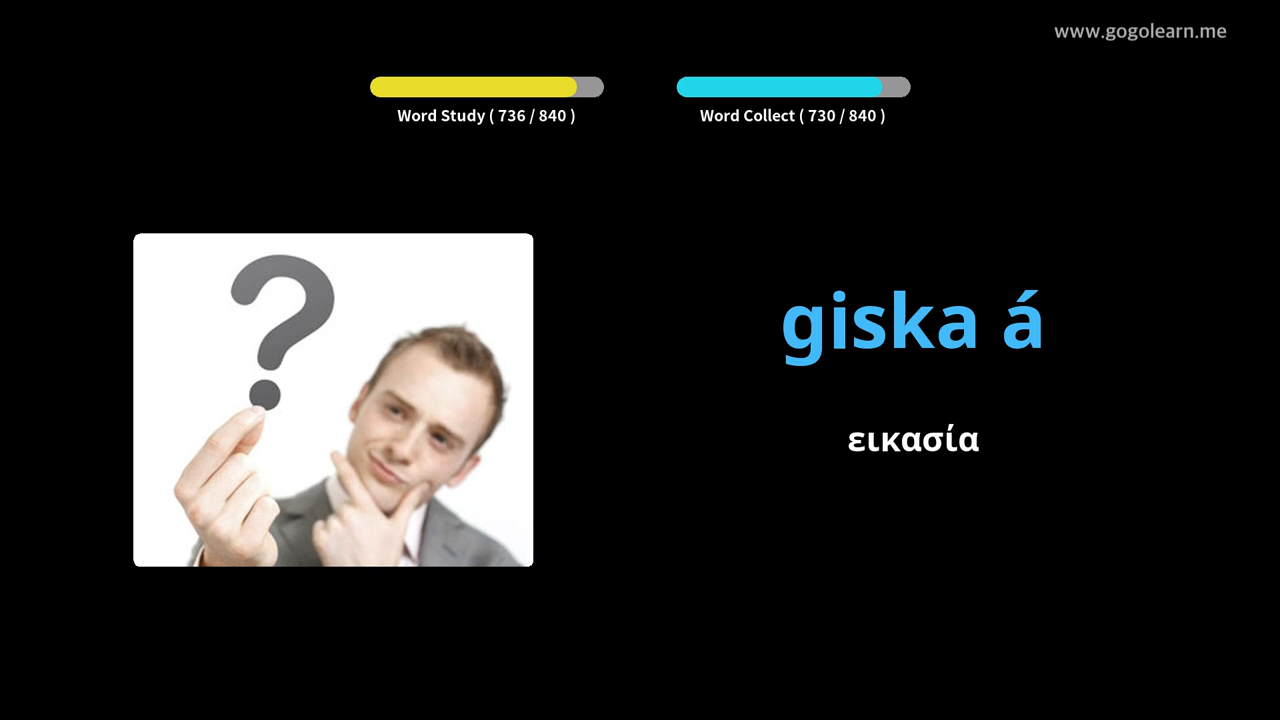 www.gogolearn.me
Word Study ( 736 / 840 )
Word Collect ( 730 / 840 )
giska á
εικασία